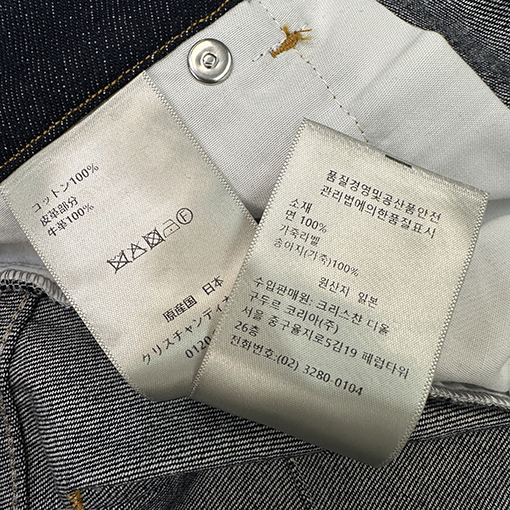 コットン100%
皮革部分
牛革100%
F
原産国 日本
クリスチャンディオ
0120
품질경영및공산품안전
관리법에의한품질표시
소재
면 100%
가죽라벨
송아지(가죽)100%
원산지 일본
수입판매원: 크리스챤 디올
구두르 코리아(주)
서울 중구을지로5길19 페럼타워
26층
전화번호:(02) 3280-0104